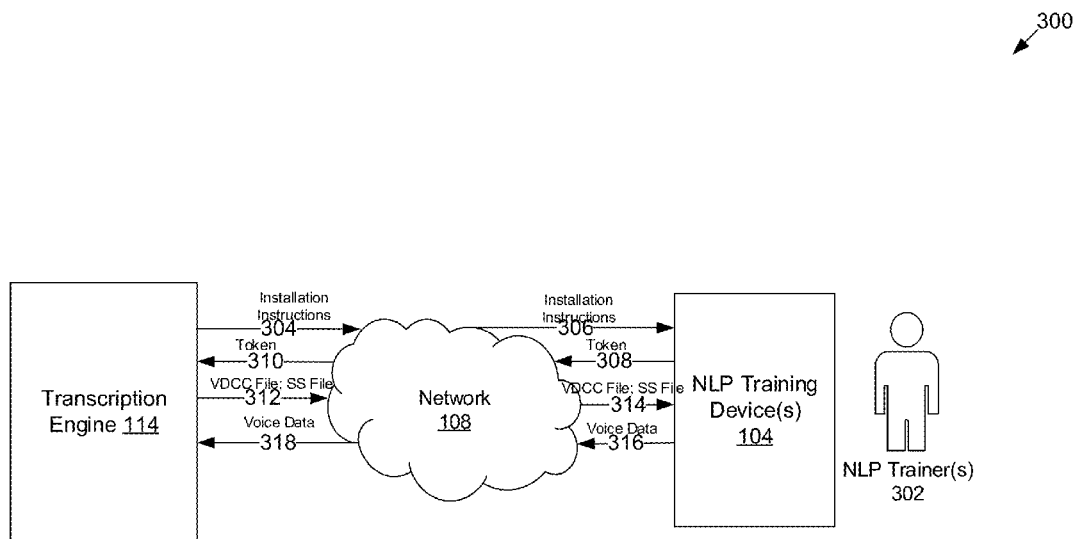 300
Installation
Instructions
304
Token
310
VDCC File; SS File
312
Voice Data
318
Transcription
Engine 114
Network
108
Installation
Instructions
306
Token
308
VDCC File; SS File
314
Voice Data
316
NLP Training
Device(s)
104
NLP Trainer(s)
302